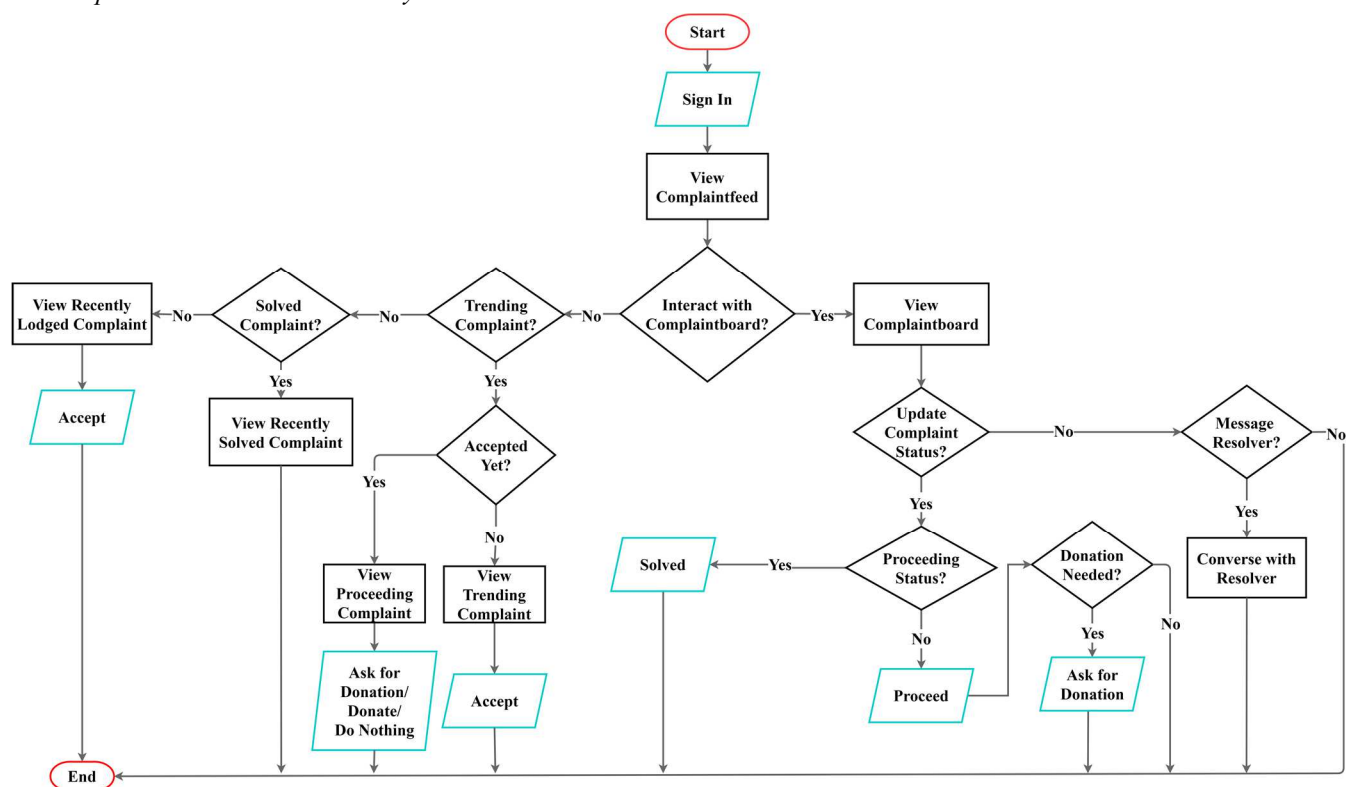 Start
Sign In
View
Complaintfeed
Interact with
Complaintboard?
No
Trending
Complaint?
No
Solved
Complaint?
No
View Recently
Lodged Complaint
Accept
Yes
View Recently
Solved Complaint
Yes
Accepted
Yet?
Yes
View
Proceeding
Complaint
Ask for
Donation/
Donate/
Do Nothing
No
View
Trending
Complaint
Accept
Yes
View
Complaintboard
Update
Complaint
Status?
No
Message
Resolver?
No
Yes
Converse with
Resolver
Yes
Proceeding
Status?
Yes
Solved
No
Proceed
Donation
Needed?
No
Yes
Ask for
Donation
End